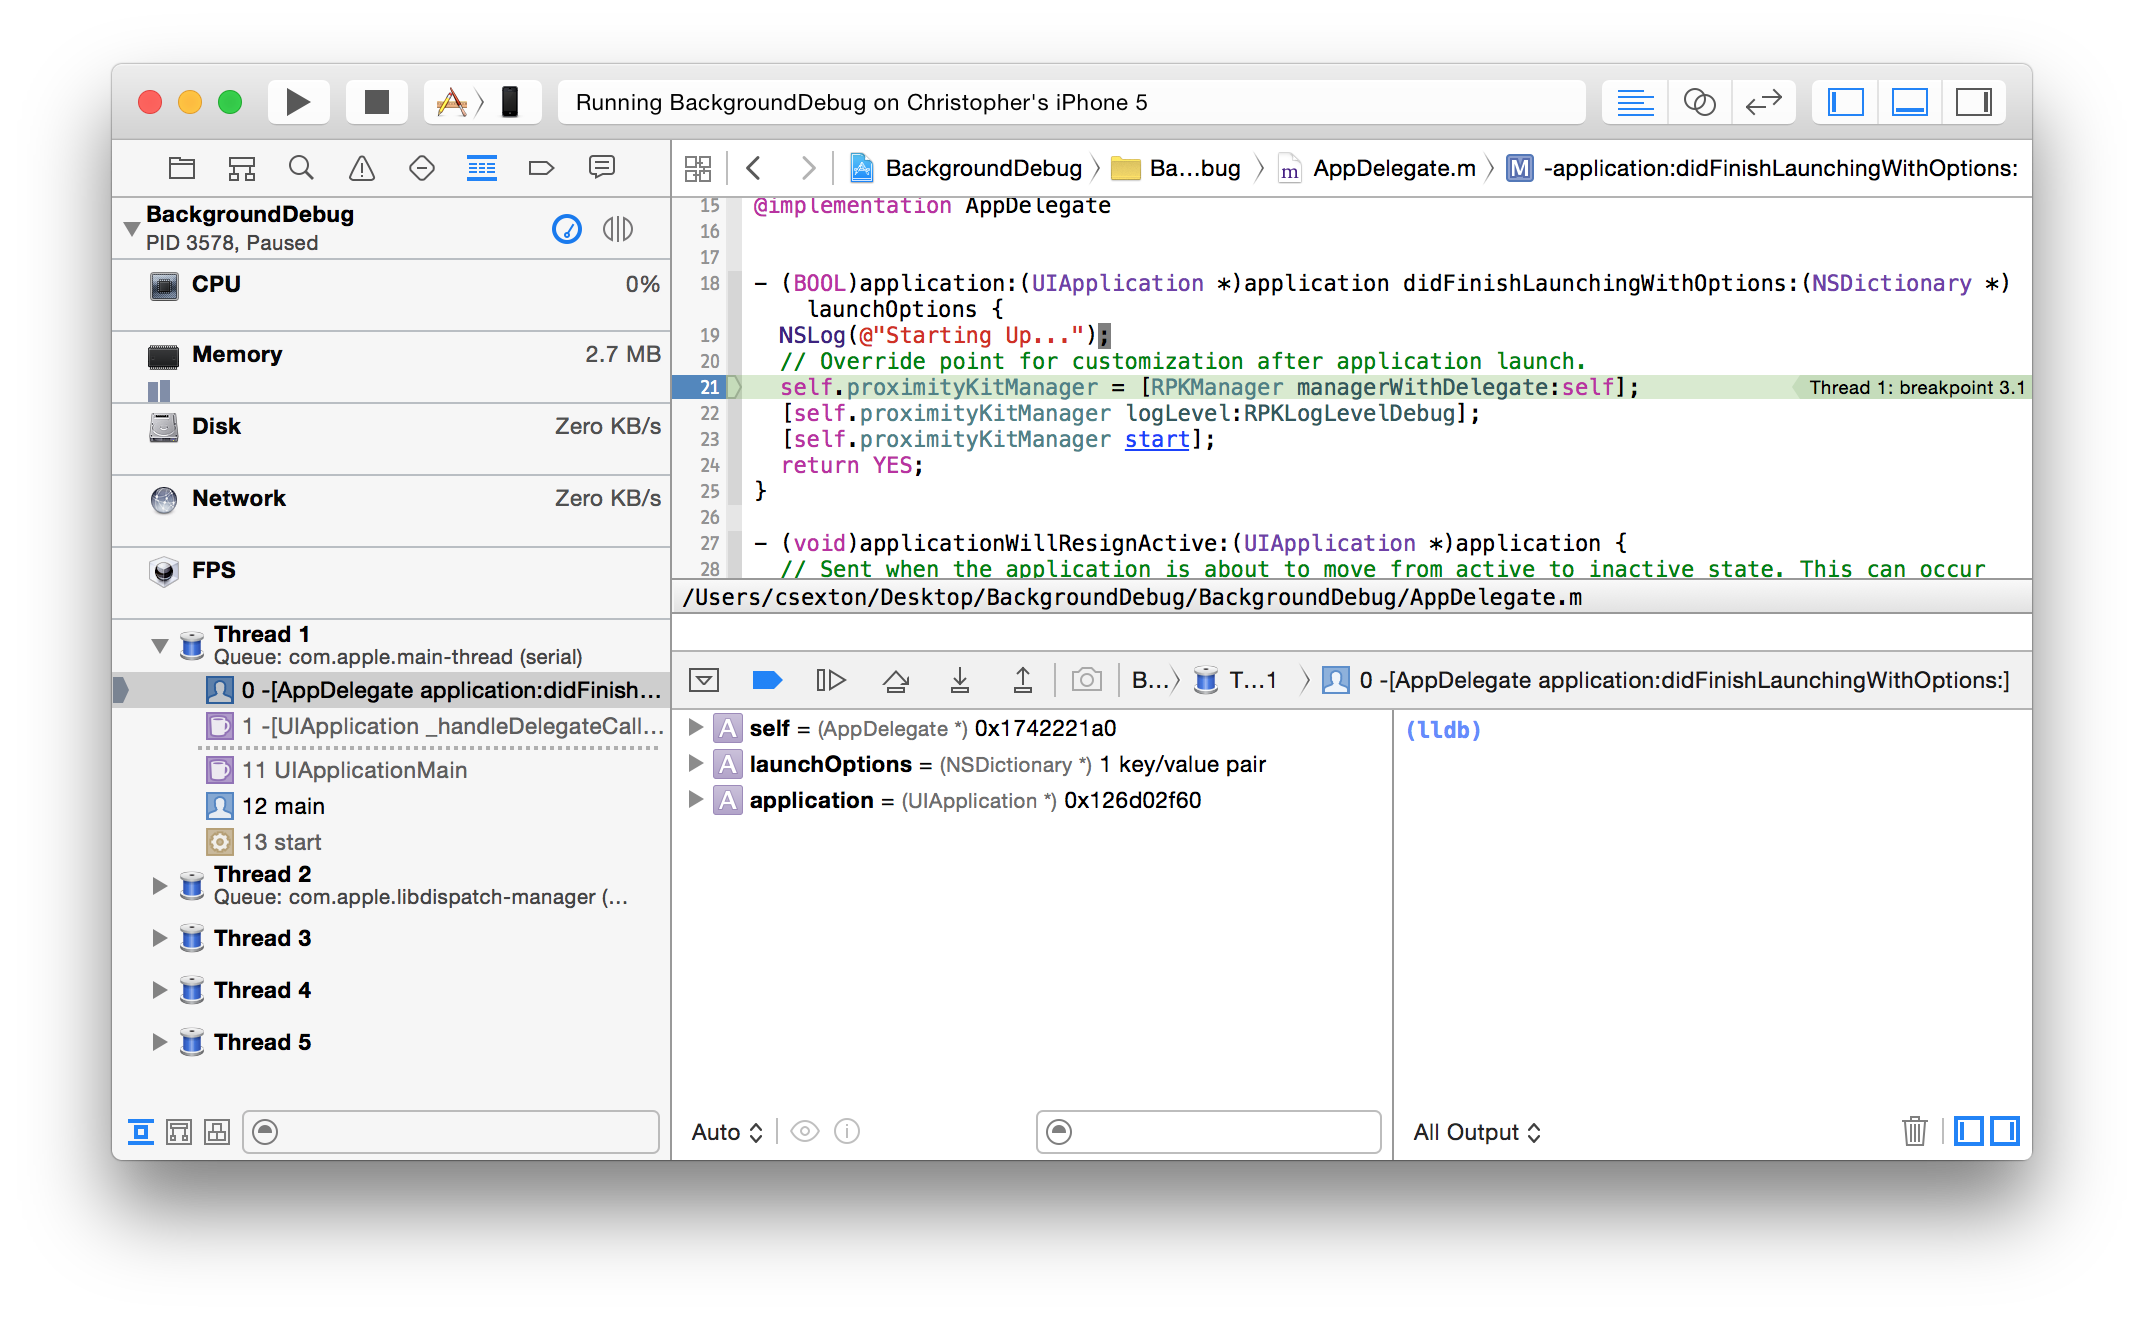 Running BackgroundDebug on Christopher's iPhone 5
BackgroundDebug
PID 3578, Paused
CPU 0%
Memory 2.7 MB
Disk Zero KB/s
Network Zero KB/s
FPS
Thread 1
Queue: com.apple.main-thread (serial)
0 -[AppDelegate application:didFinish...
1 -[UIApplication _handleDelegateCall...
11 UIApplicationMain
12 main
13 start
Thread 2
Queue: com.apple.libdispatch-manager (...
Thread 3
Thread 4
Thread 5
BackgroundDebug Ba...bug m AppDelegate.m M -application:didFinishLaunchingWithOptions:
15 @implementation AppDelegate
16
17
18 - (BOOL)application:(UIApplication *)application didFinishLaunchingWithOptions:(NSDictionary *)
launchOptions {
19 NSLog(@"Starting Up...");
20 // Override point for customization after application launch.
21 self.proximityKitManager = [RPKManager managerWithDelegate:self]; Thread 1: breakpoint 3.1
22 [self.proximityKitManager logLevel:RPKLogLevelDebug];
23 [self.proximityKitManager start];
24 return YES;
25 }
26
27 - (void)applicationWillResignActive:(UIApplication *)application {
28 // Sent when the application is about to move from active to inactive state. This can occur
/Users/csexton/Desktop/BackgroundDebug/BackgroundDebug/AppDelegate.m
B... T...1 0 -[AppDelegate application:didFinishLaunchingWithOptions:]
A self = (AppDelegate *) 0x1742221a0
A launchOptions = (NSDictionary *) 1 key/value pair
A application = (UIApplication *) 0x126d02f60
(lldb)
Auto
All Output